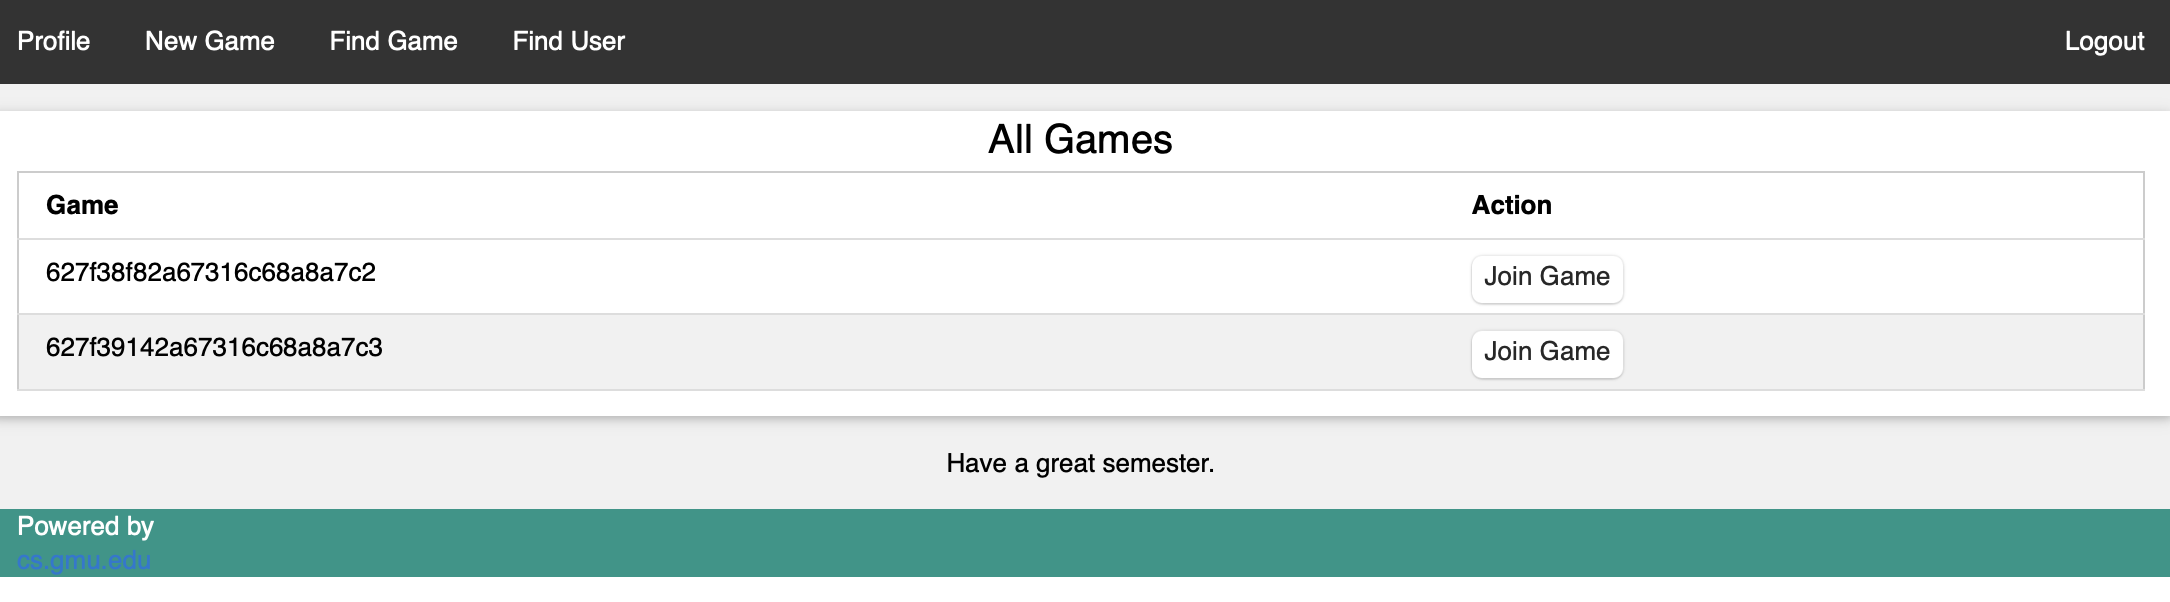 Profile New Game Find Game Find User Logout
All Games
Game Action
627f38f82a67316c68a8a7c2 Join Game
627f39142a67316c68a8a7c3 Join Game
Have a great semester.
Powered by
cs.gmu.edu